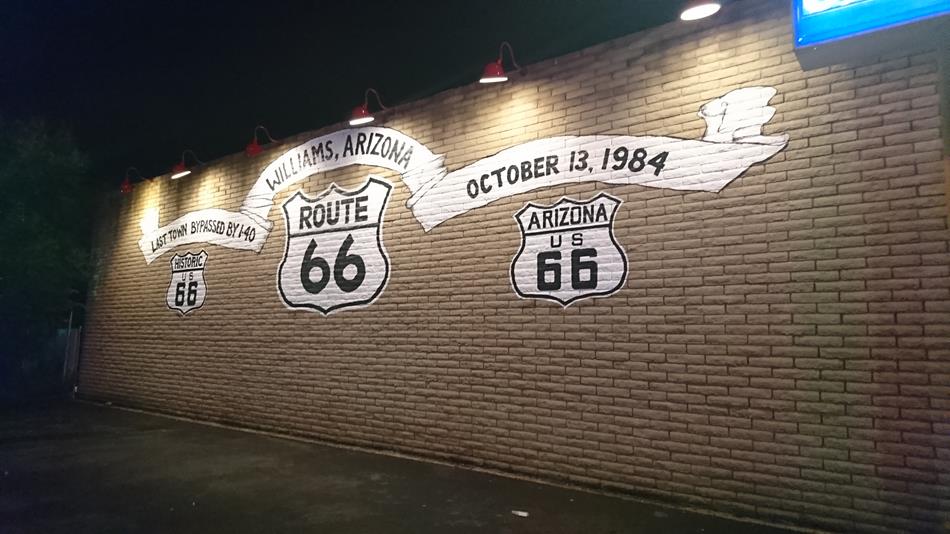 LAST TOWN BYPASSED BY I-40
WILLIAMS, ARIZONA
OCTOBER 13, 1984
HISTORIC
US
66
ROUTE
66
ARIZONA
US
66